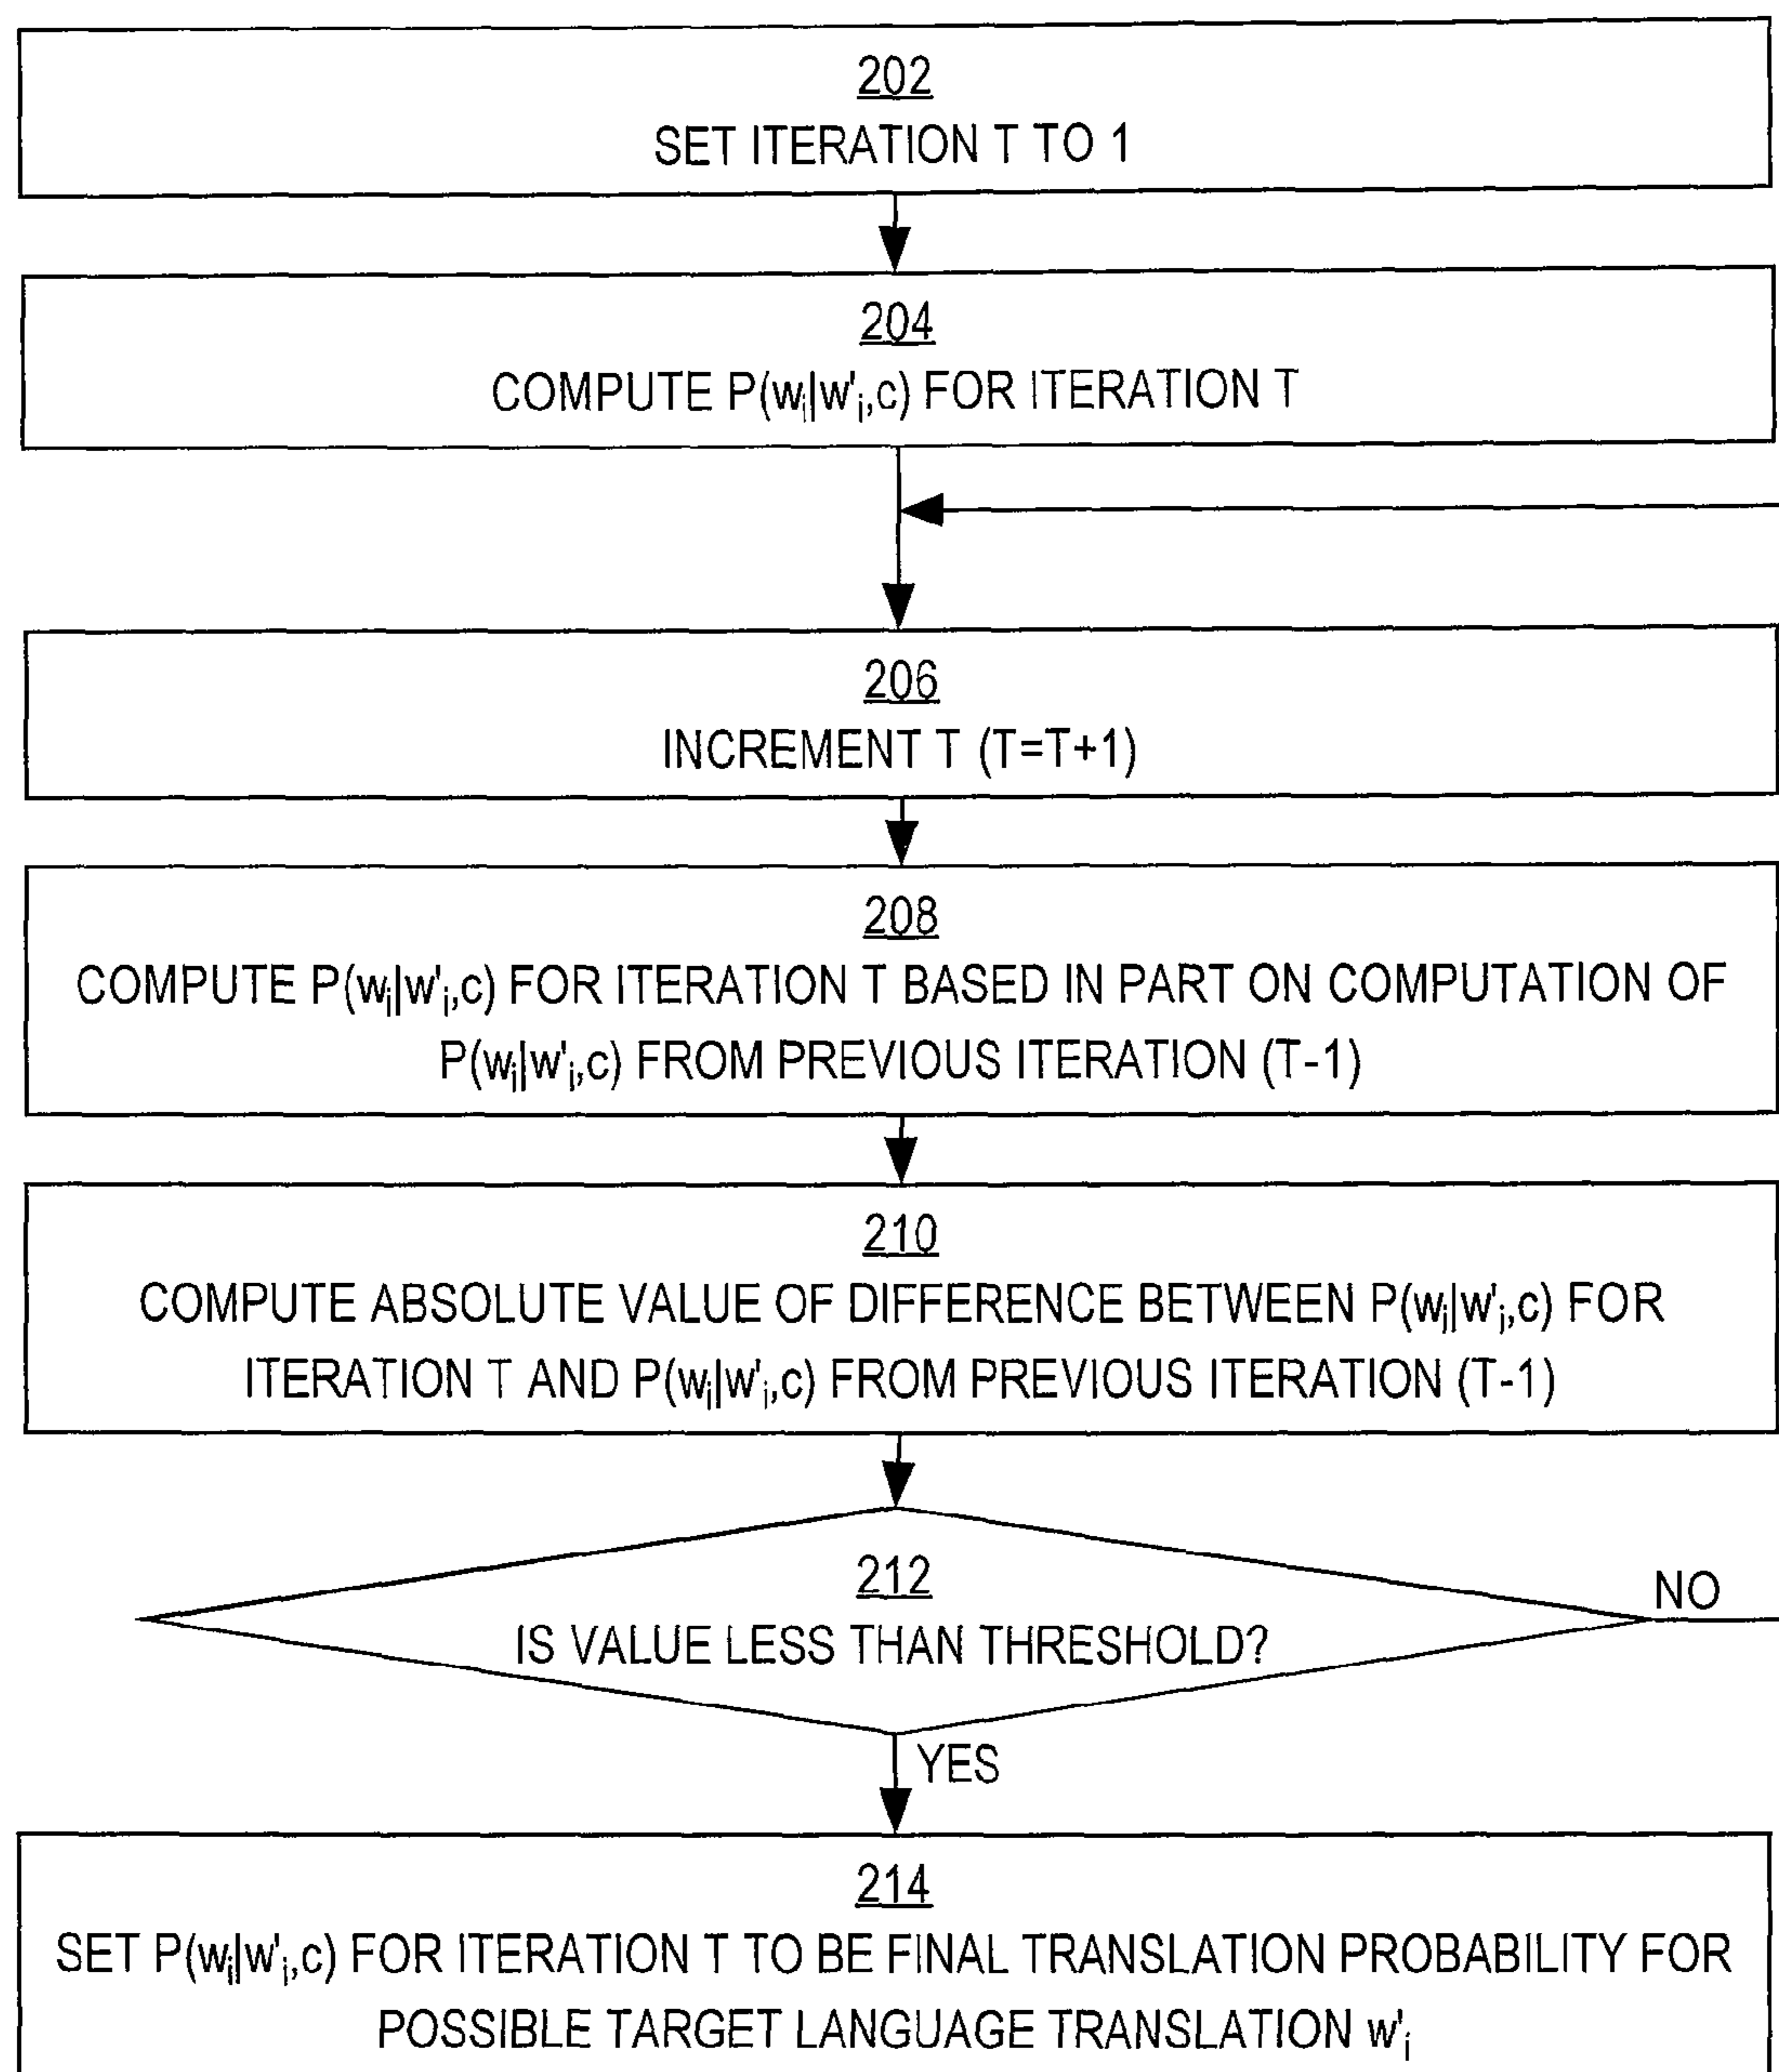 202
SET ITERATION T TO 1
204
COMPUTE P(wᵢ|w'ᵢ,c) FOR ITERATION T
206
INCREMENT T (T=T+1)
208
COMPUTE P(wᵢ|w'ᵢ,c) FOR ITERATION T BASED IN PART ON COMPUTATION OF
P(wᵢ|w'ᵢ,c) FROM PREVIOUS ITERATION (T-1)
210
COMPUTE ABSOLUTE VALUE OF DIFFERENCE BETWEEN P(wᵢ|w'ᵢ,c) FOR
ITERATION T AND P(wᵢ|w'ᵢ,c) FROM PREVIOUS ITERATION (T-1)
212
NO
IS VALUE LESS THAN THRESHOLD?
YES
214
SET P(wᵢ|w'ᵢ,c) FOR ITERATION T TO BE FINAL TRANSLATION PROBABILITY FOR
POSSIBLE TARGET LANGUAGE TRANSLATION w'ᵢ